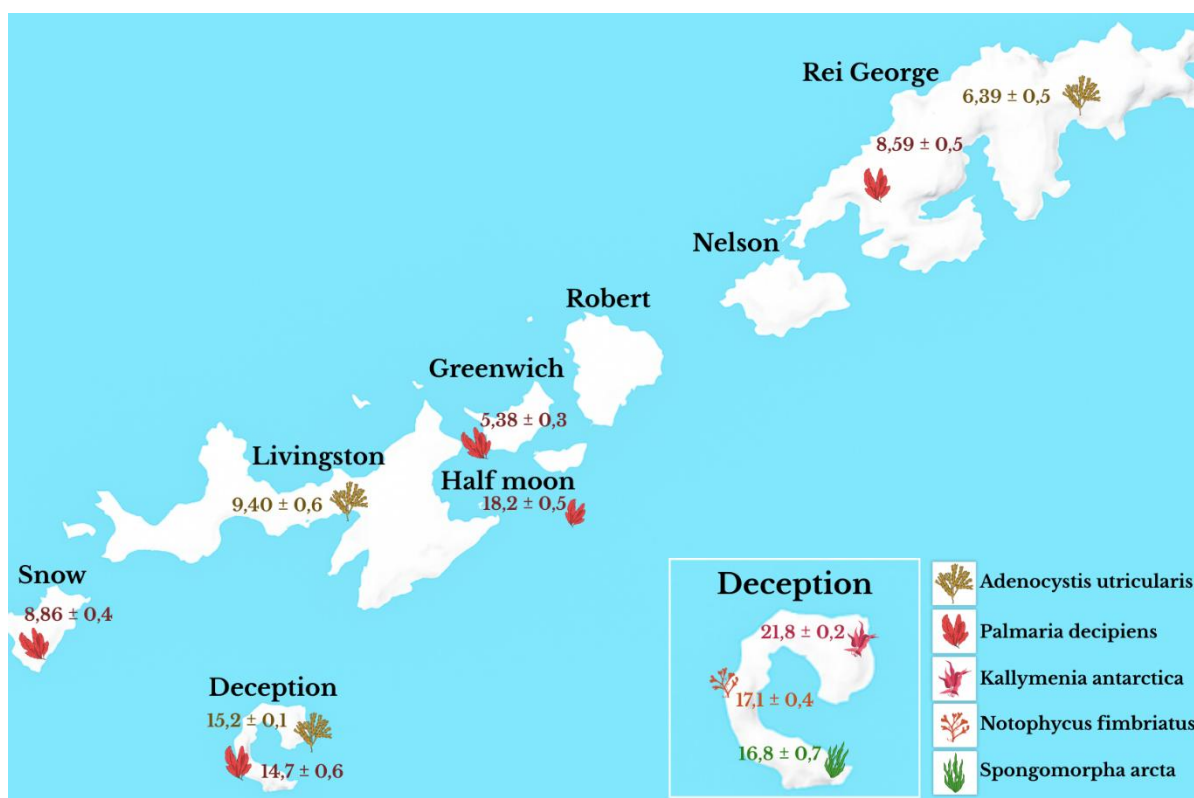 Rei George
6,39 ± 0,5
8,59 ± 0,5
Nelson
Robert
Greenwich
5,38 ± 0,3
Livingston
Half moon
9,40 ± 0,6
18,2 ± 0,5
Snow
8,86 ± 0,4
Deception
15,2 ± 0,1
14,7 ± 0,6
Deception
21,8 ± 0,2
17,1 ± 0,4
16,8 ± 0,7
Adenocystis utricularis
Palmaria decipiens
Kallymenia antarctica
Notophycus fimbriatus
Spongomorpha arcta